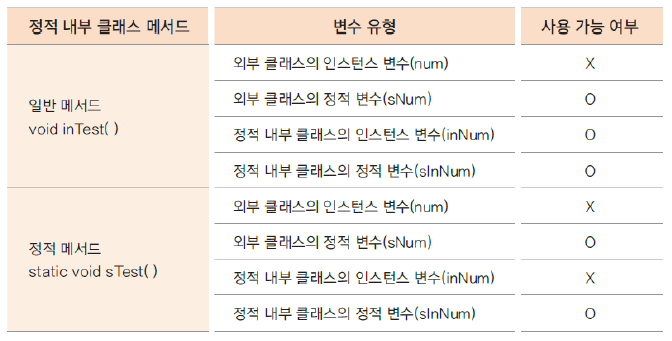 정적 내부 클래스 메서드 변수 유형 사용 가능 여부
일반 메서드
void inTest( )
외부 클래스의 인스턴스 변수(num) X
외부 클래스의 정적 변수(sNum) O
정적 내부 클래스의 인스턴스 변수(inNum) O
정적 내부 클래스의 정적 변수(sInNum) O
정적 메서드
static void sTest( )
외부 클래스의 인스턴스 변수(num) X
외부 클래스의 정적 변수(sNum) O
정적 내부 클래스의 인스턴스 변수(inNum) X
정적 내부 클래스의 정적 변수(sInNum) O